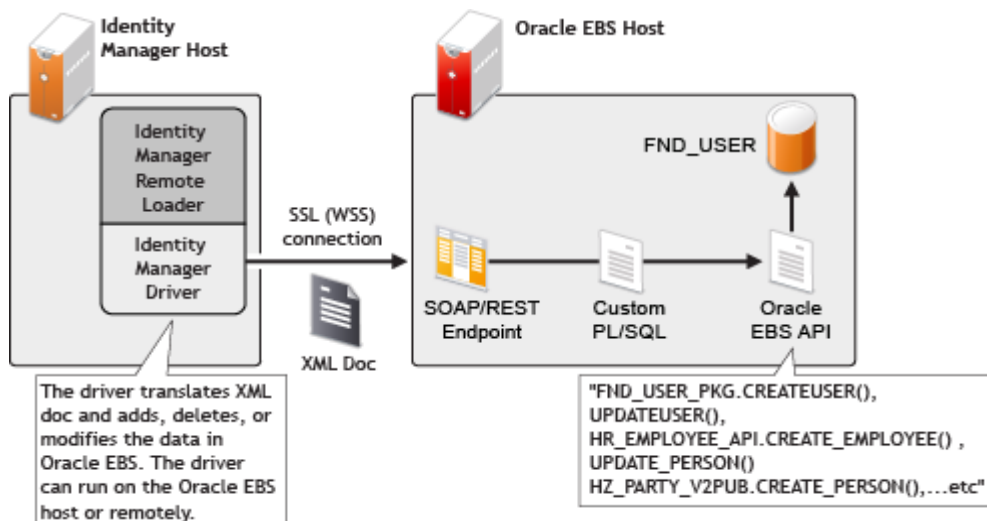 Identity
Manager Host
Oracle EBS Host
Identity
Manager
Remote
Loader
Identity
Manager
Driver
SSL (WSS)
connection
XML Doc
FND_USER
SOAP/REST
Endpoint
Custom
PL/SQL
Oracle
EBS API
The driver translates XML
doc and adds, deletes, or
modifies the data in
Oracle EBS. The driver
can run on the Oracle EBS
host or remotely.
"FND_USER_PKG.CREATEUSER(),
UPDATEUSER(),
HR_EMPLOYEE_API.CREATE_EMPLOYEE() ,
UPDATE_PERSON()
HZ_PARTY_V2PUB.CREATE_PERSON(),...etc"